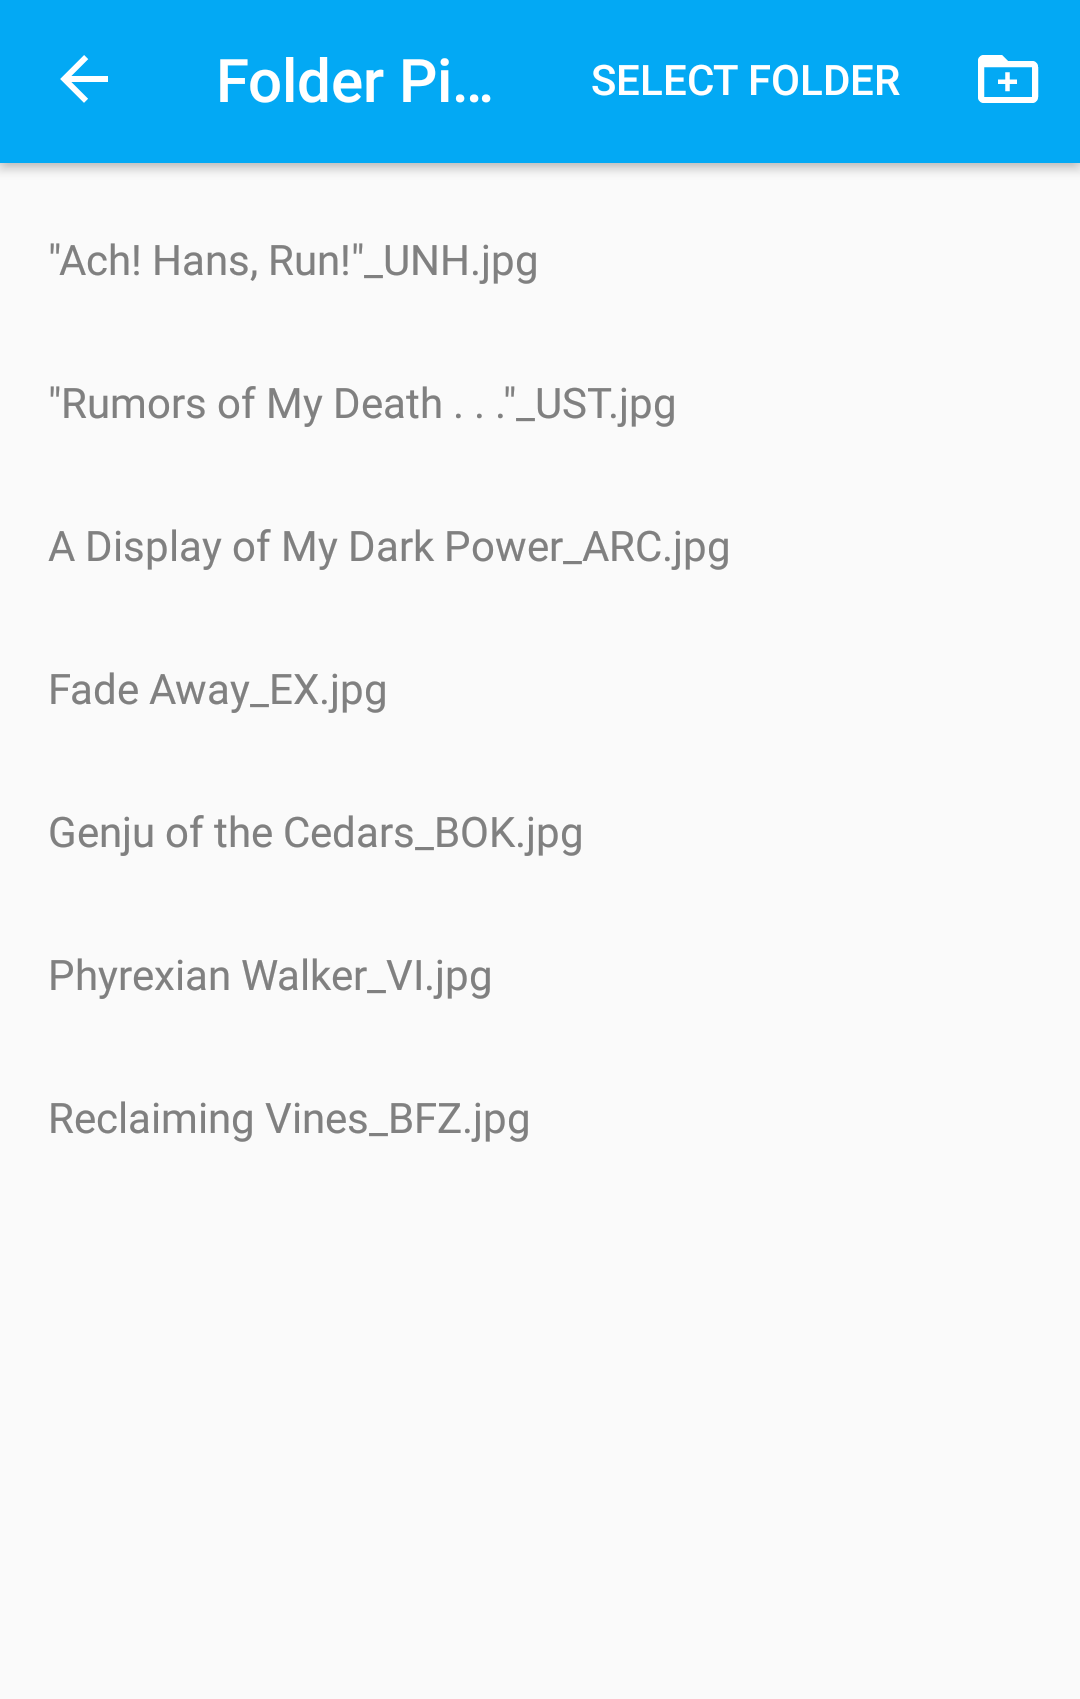 Folder Pi...
SELECT FOLDER
"Ach! Hans, Run!"_UNH.jpg
"Rumors of My Death . . ."_UST.jpg
A Display of My Dark Power_ARC.jpg
Fade Away_EX.jpg
Genju of the Cedars_BOK.jpg
Phyrexian Walker_VI.jpg
Reclaiming Vines_BFZ.jpg